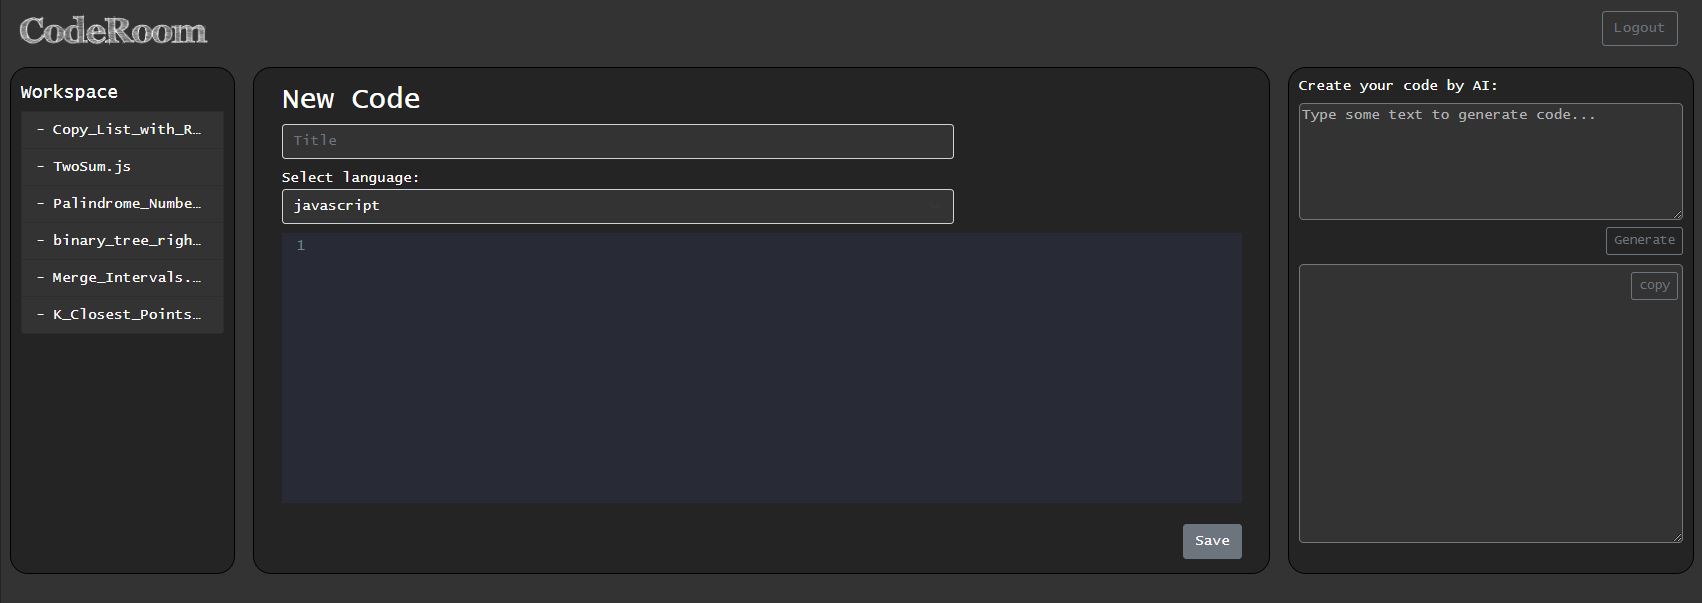 CodeRoom
Logout
Workspace
- Copy_List_with_R…
- TwoSum.js
- Palindrome_Numbe…
- binary_tree_righ…
- Merge_Intervals.…
- K_Closest_Points…
New Code
Title
Select language:
javascript
1
Save
Create your code by AI:
Type some text to generate code...
Generate
copy